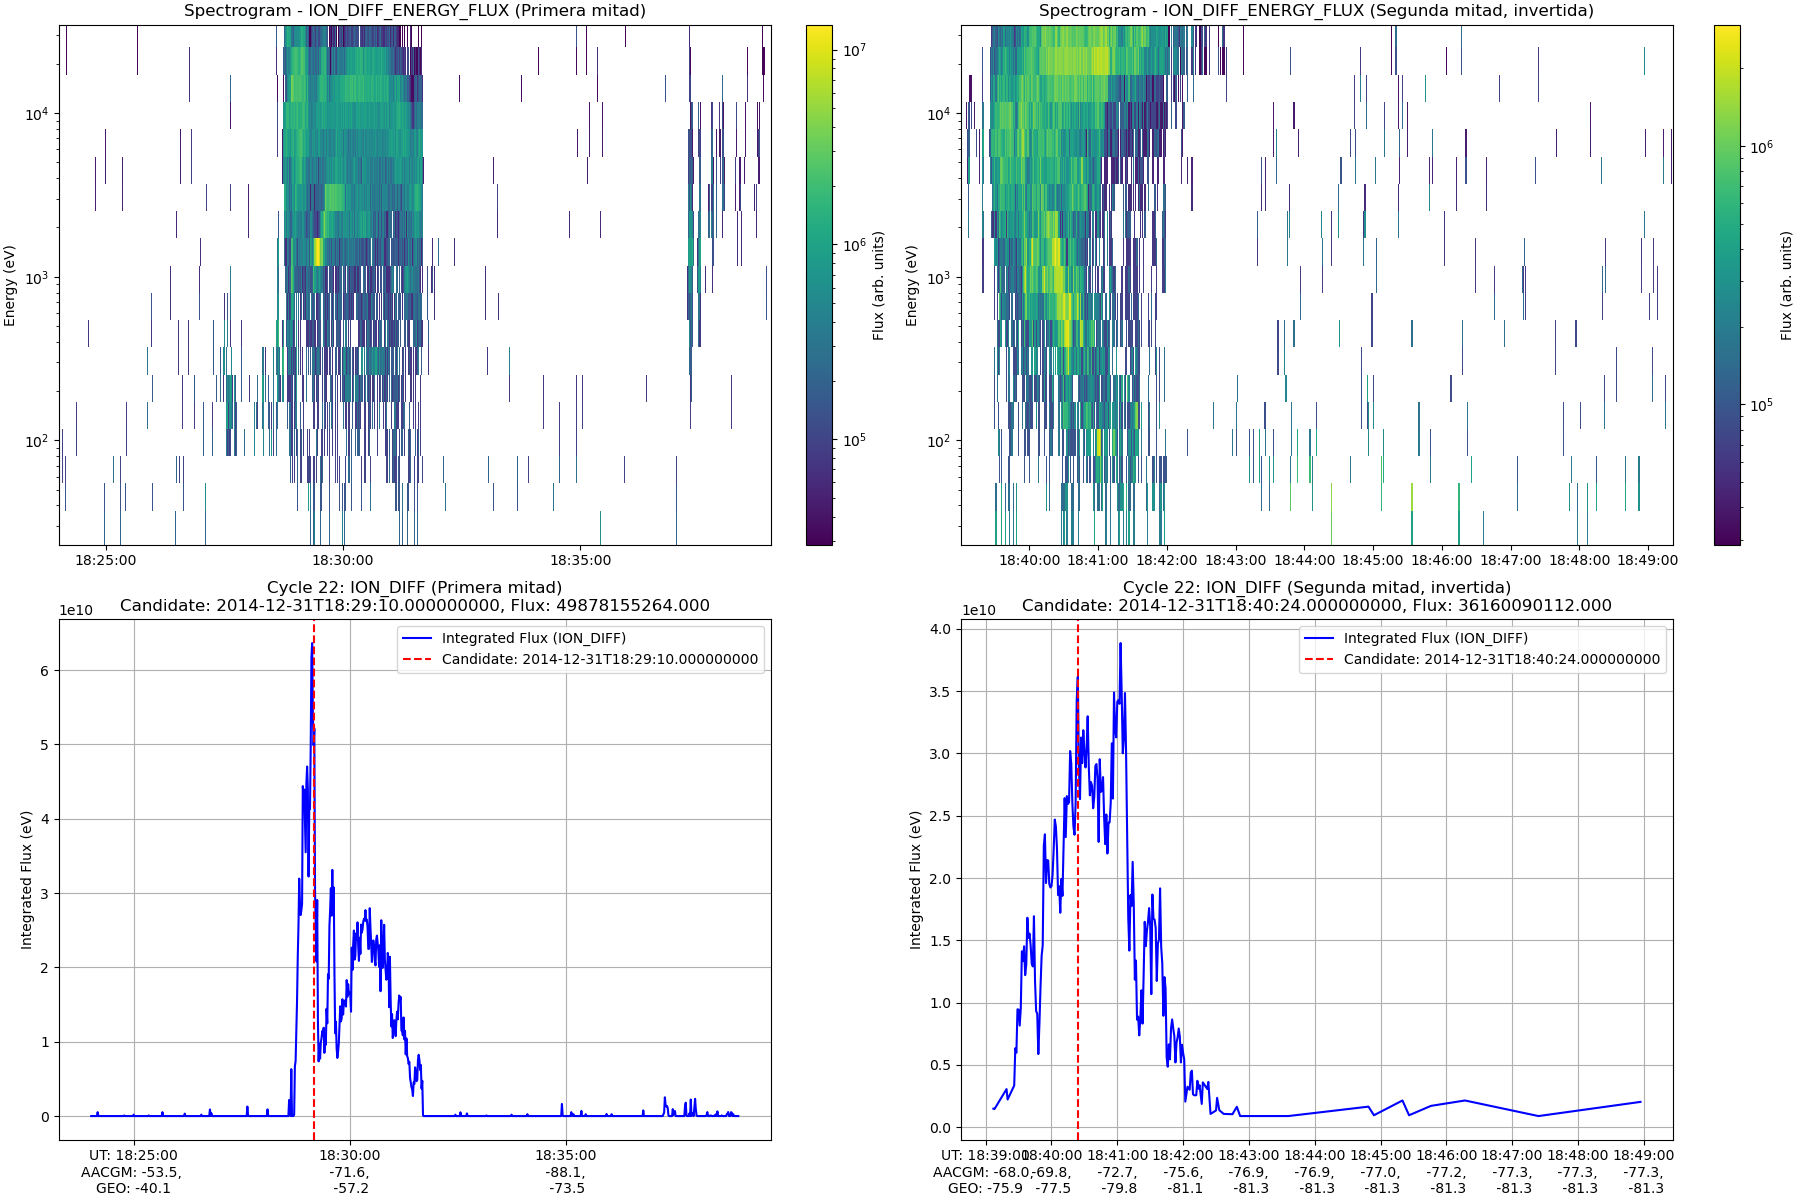 Spectrogram - ION_DIFF_ENERGY_FLUX (Primera mitad)
Energy (eV)
10^4
10^3
10^2
18:25:00 18:30:00 18:35:00
10^7
10^6
10^5
Flux (arb. units)
Spectrogram - ION_DIFF_ENERGY_FLUX (Segunda mitad, invertida)
Energy (eV)
10^4
10^3
10^2
18:40:00 18:41:00 18:42:00 18:43:00 18:44:00 18:45:00 18:46:00 18:47:00 18:48:00 18:49:00
10^6
10^5
Flux (arb. units)
Cycle 22: ION_DIFF (Primera mitad)
Candidate: 2014-12-31T18:29:10.000000000, Flux: 49878155264.000
1e10
Integrated Flux (ION_DIFF)
Candidate: 2014-12-31T18:29:10.000000000
Integrated Flux (eV)
6
5
4
3
2
1
0
UT: 18:25:00 18:30:00 18:35:00
AACGM: -53.5, -71.6, -88.1,
GEO: -40.1 -57.2 -73.5
Cycle 22: ION_DIFF (Segunda mitad, invertida)
Candidate: 2014-12-31T18:40:24.000000000, Flux: 36160090112.000
1e10
Integrated Flux (ION_DIFF)
Candidate: 2014-12-31T18:40:24.000000000
Integrated Flux (eV)
4.0
3.5
3.0
2.5
2.0
1.5
1.0
0.5
0.0
UT: 18:39:00 18:40:00 18:41:00 18:42:00 18:43:00 18:44:00 18:45:00 18:46:00 18:47:00 18:48:00 18:49:00
AACGM: -68.0, -69.8, -72.7, -75.6, -76.9, -76.9, -77.0, -77.2, -77.3, -77.3, -77.3,
GEO: -75.9 -77.5 -79.8 -81.1 -81.3 -81.3 -81.3 -81.3 -81.3 -81.3 -81.3